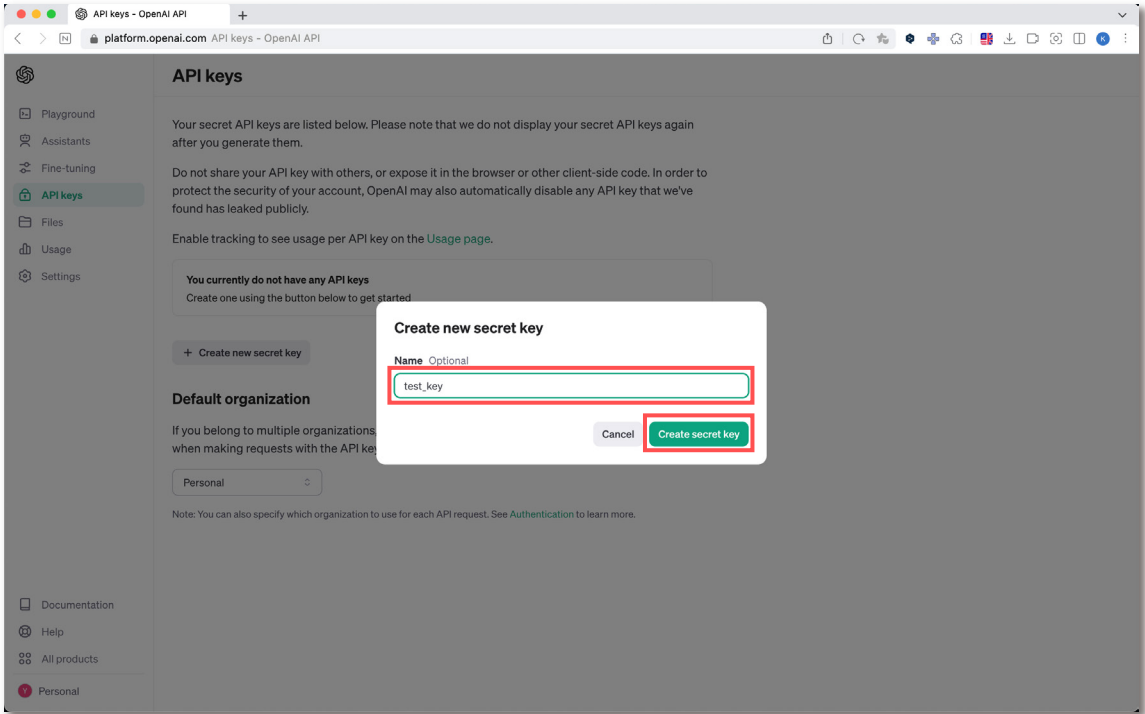 API keys - OpenAI API
platform.openai.com API keys - OpenAI API
K
API keys
Playground
Assistants
Fine-tuning
API keys
Files
Usage
Settings
Your secret API keys are listed below. Please note that we do not display your secret API keys again
after you generate them.
Do not share your API key with others, or expose it in the browser or other client-side code. In order to
protect the security of your account, OpenAI may also automatically disable any API key that we've
found has leaked publicly.
Enable tracking to see usage per API key on the Usage page.
You currently do not have any API keys
Create one using the button below to get started
+ Create new secret key
Create new secret key
Name Optional
test_key
Cancel
Create secret key
Default organization
If you belong to multiple organizations,
when making requests with the API key
Personal
Note: You can also specify which organization to use for each API request. See Authentication to learn more.
Documentation
Help
All products
Y Personal